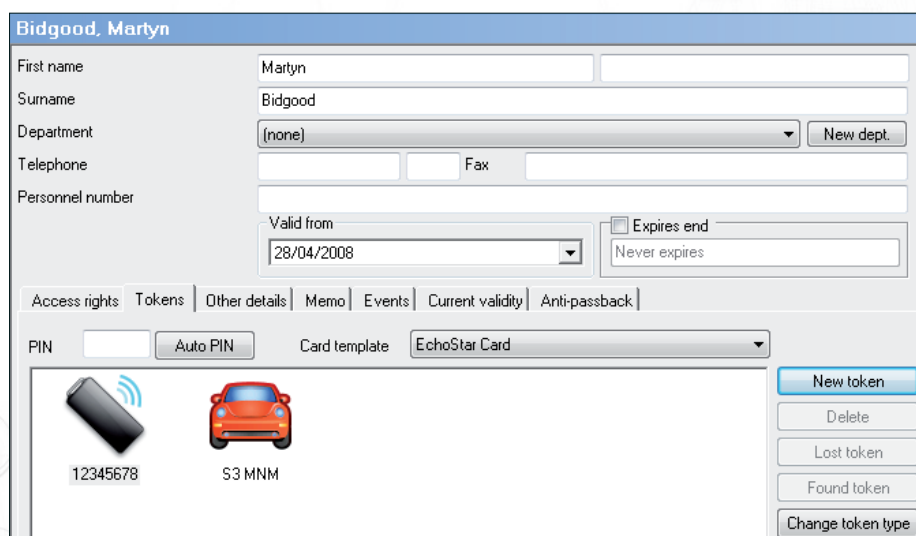 Bidgood, Martyn
First name Martyn
Surname Bidgood
Department (none) New dept.
Telephone Fax
Personnel number
Valid from Expires end
28/04/2008 Never expires
Access rights Tokens Other details Memo Events Current validity Anti-passback
PIN Auto PIN Card template EchoStar Card
New token
Delete
Lost token
12345678 S3 MNM
Found token
Change token type